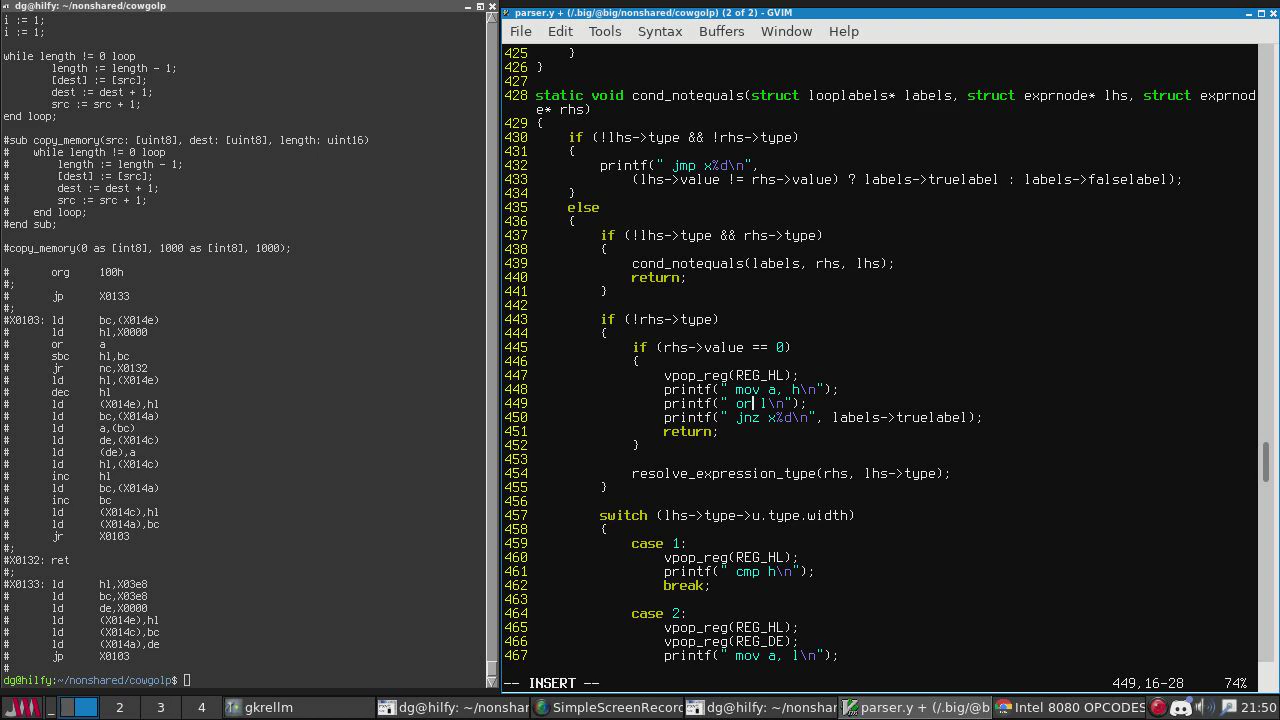 dg@hilfy: ~/nonshared/cowgolp
i := 1;
i := 1;
while length != 0 loop
length := length - 1;
[dest] := [src];
dest := dest + 1;
src := src + 1;
end loop;
#sub copy_memory(src: [uint8], dest: [uint8], length: uint16)
# while length != 0 loop
# length := length - 1;
# [dest] := [src];
# dest := dest + 1;
# src := src + 1;
# end loop;
#end sub;
#copy_memory(0 as [int8], 1000 as [int8], 1000);
# org 100h
#;
# jp X0133
#;
#X0103: ld bc,(X014e)
# ld hl,X0000
# or a
# sbc hl,bc
# jr nc,X0132
# ld hl,(X014e)
# dec hl
# ld (X014e),hl
# ld bc,(X014a)
# ld a,(bc)
# ld de,(X014c)
# ld (de),a
# ld hl,(X014c)
# inc hl
# ld bc,(X014a)
# inc bc
# ld (X014c),hl
# ld (X014a),bc
# jr X0103
#;
#X0132: ret
#;
#X0133: ld hl,X03e8
# ld bc,X03e8
# ld de,X0000
# ld (X014e),hl
# ld (X014c),bc
# ld (X014a),de
# jp X0103
#
dg@hilfy:~/nonshared/cowgolp$
parser.y + (/.big/@big/nonshared/cowgolp) (2 of 2) - GVIM
File Edit Tools Syntax Buffers Window Help
425 }
426 }
427
428 static void cond_notequals(struct looplabels* labels, struct exprnode* lhs, struct exprnod
e* rhs)
429 {
430 if (!lhs->type && !rhs->type)
431 {
432 printf(" jmp x%d\n",
433 (lhs->value != rhs->value) ? labels->truelabel : labels->falselabel);
434 }
435 else
436 {
437 if (!lhs->type && rhs->type)
438 {
439 cond_notequals(labels, rhs, lhs);
440 return;
441 }
442
443 if (!rhs->type)
444 {
445 if (rhs->value == 0)
446 {
447 vpop_reg(REG_HL);
448 printf(" mov a, h\n");
449 printf(" or l\n");
450 printf(" jnz x%d\n", labels->truelabel);
451 return;
452 }
453
454 resolve_expression_type(rhs, lhs->type);
455 }
456
457 switch (lhs->type->u.type.width)
458 {
459 case 1:
460 vpop_reg(REG_HL);
461 printf(" cmp h\n");
462 break;
463
464 case 2:
465 vpop_reg(REG_HL);
466 vpop_reg(REG_DE);
467 printf(" mov a, l\n");
-- INSERT -- 449,16-28 74%
2 3 4 gkrellm dg@hilfy: ~/nonshar SimpleScreenRecor dg@hilfy: ~/nonshar parser.y + (/.big/@b Intel 8080 OPCODES 21:50